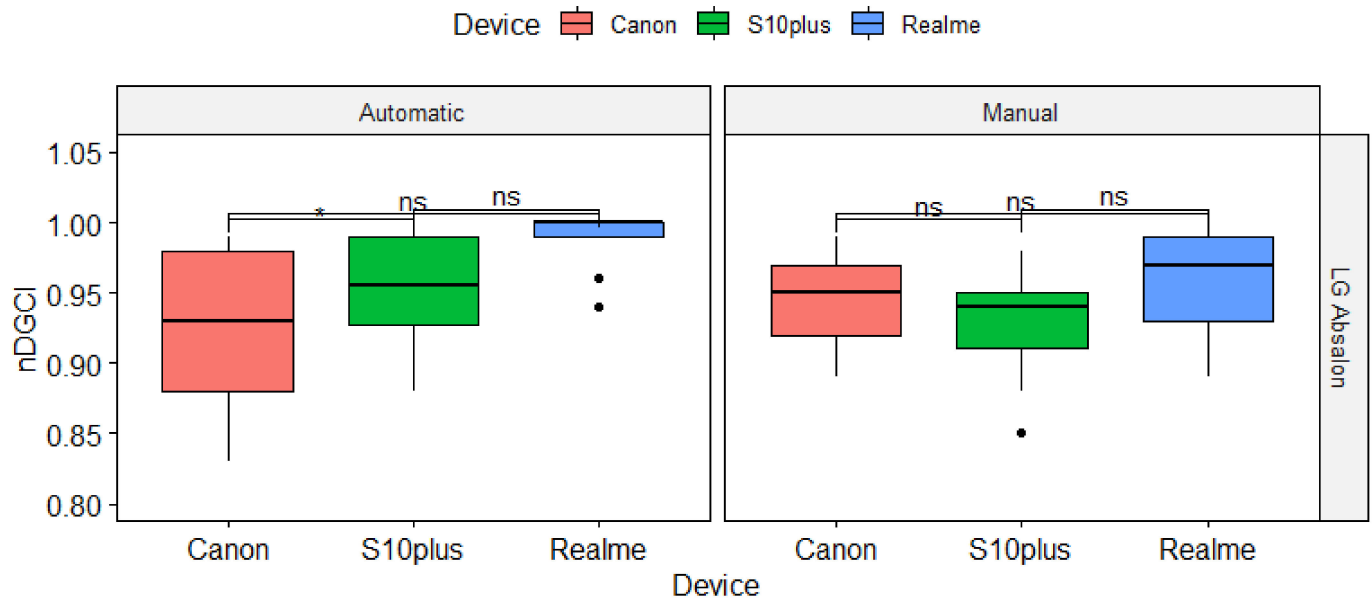 Device Canon S10plus Realme
Automatic Manual
1.05
1.00
0.95
0.90
0.85
0.80
nDGCI
* ns ns
ns ns ns
LG Absalon
Canon S10plus Realme Canon S10plus Realme
Device